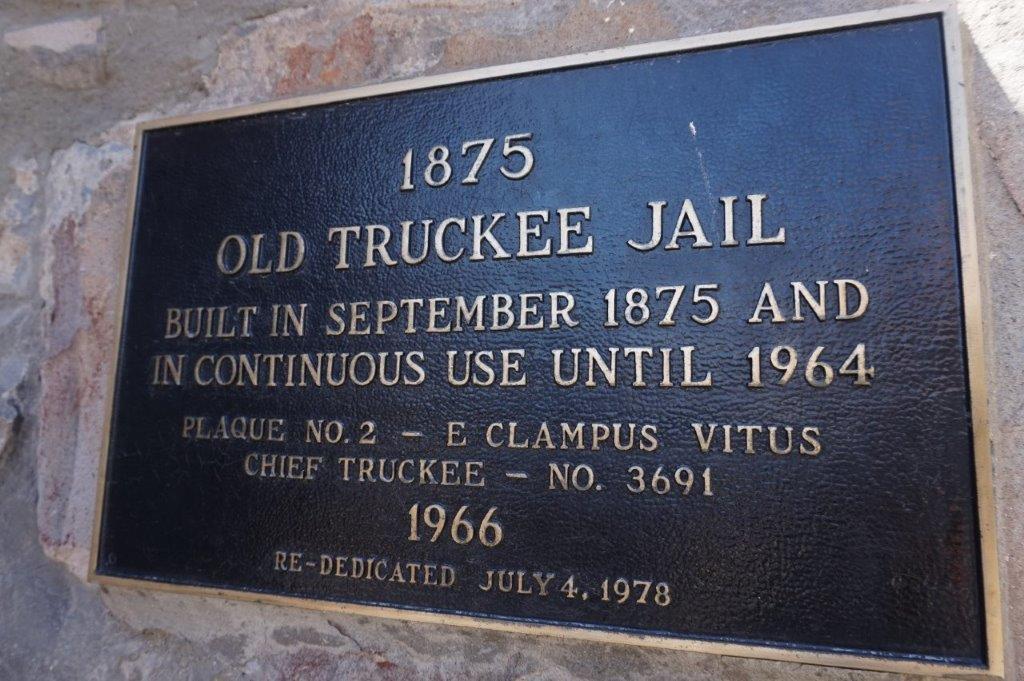 1875
OLD TRUCKEE JAIL
BUILT IN SEPTEMBER 1875 AND
IN CONTINUOUS USE UNTIL 1964
PLAQUE NO. 2 – E CLAMPUS VITUS
CHIEF TRUCKEE – NO. 3691
1966
RE-DEDICATED JULY 4, 1978